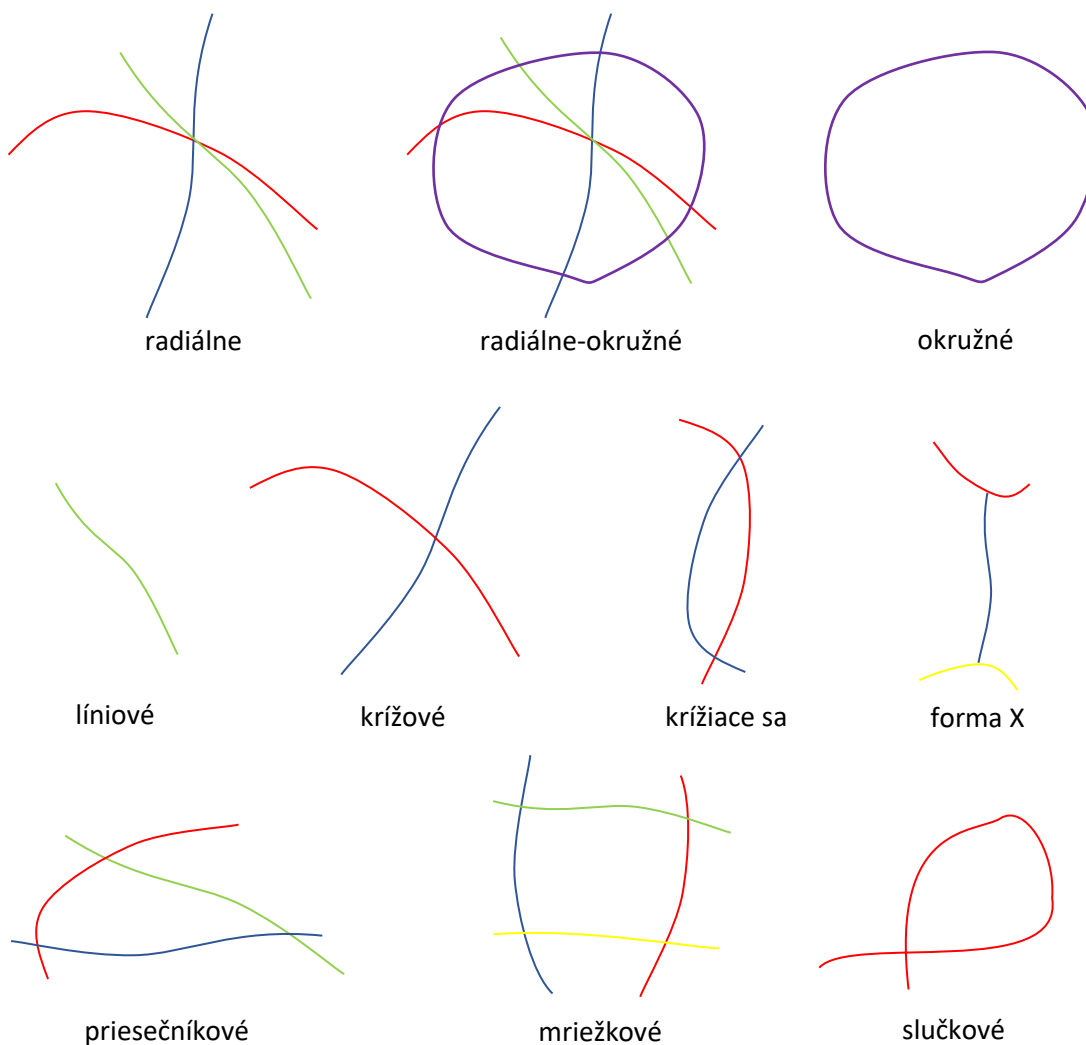 radiálne
radiálne-okružné
okružné
líniové
krížové
krížiace sa
forma X
priesečníkové
mriežkové
slučkové